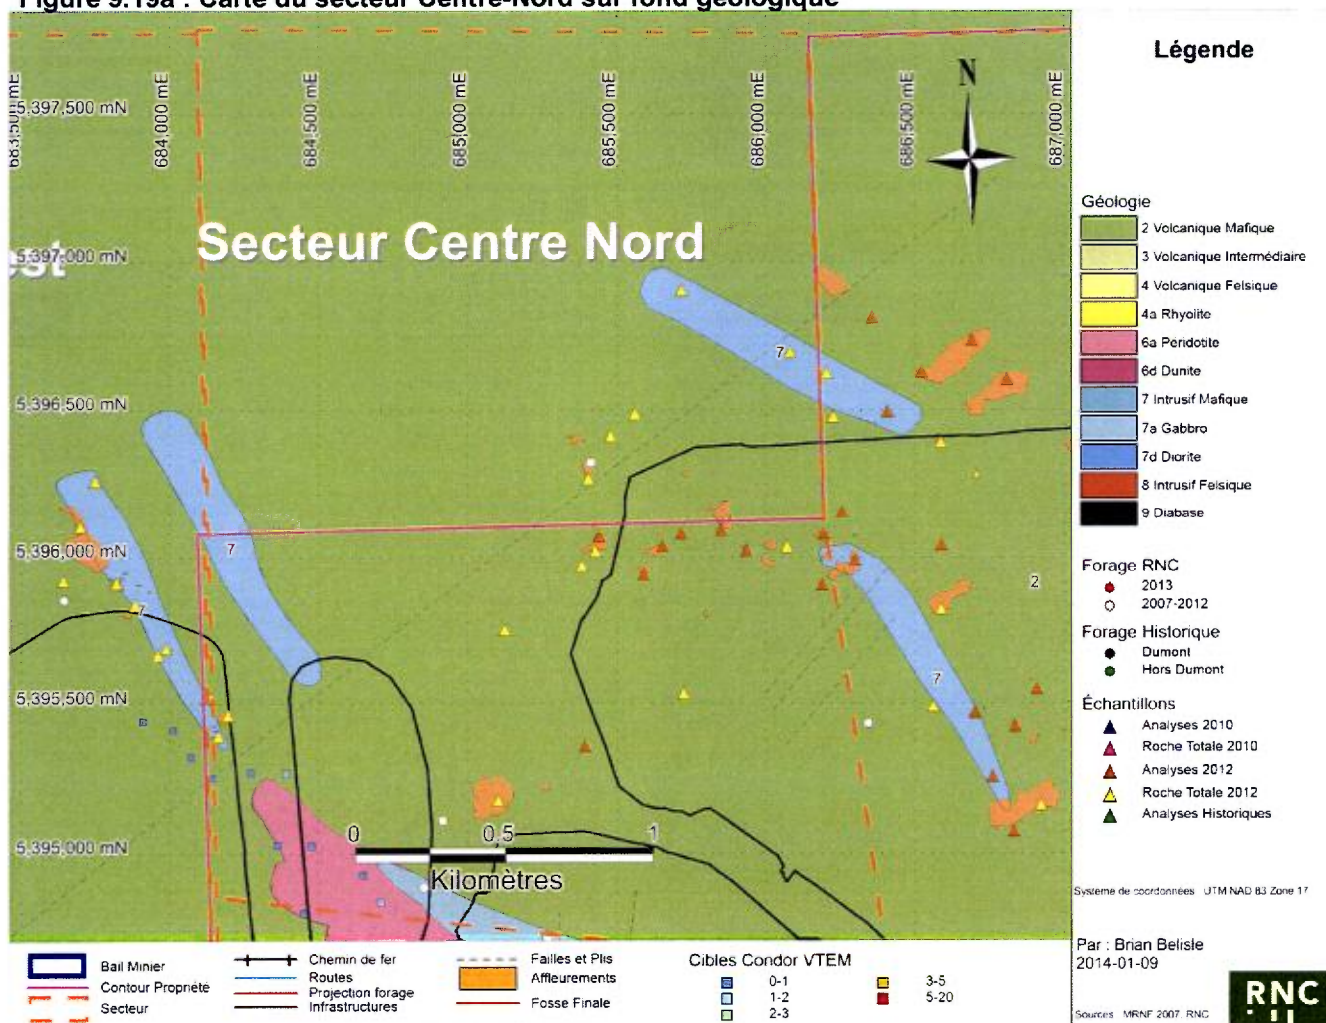 Figure 9.19a : Carte du secteur Centre-Nord sur fond géologique
683,500 mE
684,000 mE
684,500 mE
685,000 mE
685,500 mE
686,000 mE
686,500 mE
687,000 mE
N
5,397,500 mN
5,397,000 mN
5,396,500 mN
5,396,000 mN
5,395,500 mN
5,395,000 mN
est
Secteur Centre Nord
7
7
7
2
7
0
0,5
1
Kilomètres
Légende
Géologie
2 Volcanique Mafique
3 Volcanique Intermédiaire
4 Volcanique Felsique
4a Rhyolite
6a Péridotite
6d Dunite
7 Intrusif Mafique
7a Gabbro
7d Diorite
8 Intrusif Felsique
9 Diabase
Forage RNC
2013
2007-2012
Forage Historique
Dumont
Hors Dumont
Échantillons
Analyses 2010
Roche Totale 2010
Analyses 2012
Roche Totale 2012
Analyses Historiques
Système de coordonnées UTM NAD 83 Zone 17
Par : Brian Belisle
2014-01-09
Sources MRNF 2007, RNC
RNC
Bail Minier
Contour Propriété
Secteur
Chemin de fer
Routes
Projection forage
Infrastructures
Failles et Plis
Affleurements
Fosse Finale
Cibles Condor VTEM
0-1
1-2
2-3
3-5
5-20